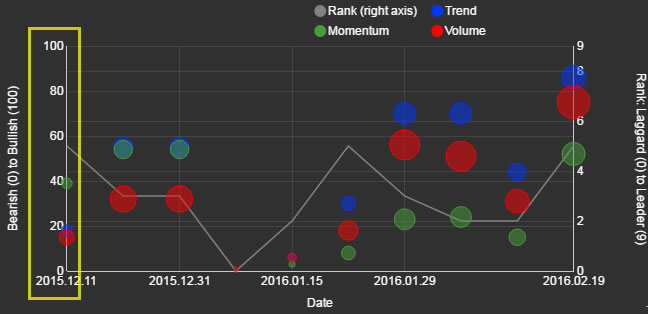 Rank (right axis) Trend
Momentum Volume
Bearish (0) to Bullish (100)
100
80
60
40
20
0
9
8
6
4
2
0
Rank: Laggard (0) to Leader (9)
2015.12.11 2015.12.31 2016.01.15 2016.01.29 2016.02.19
Date